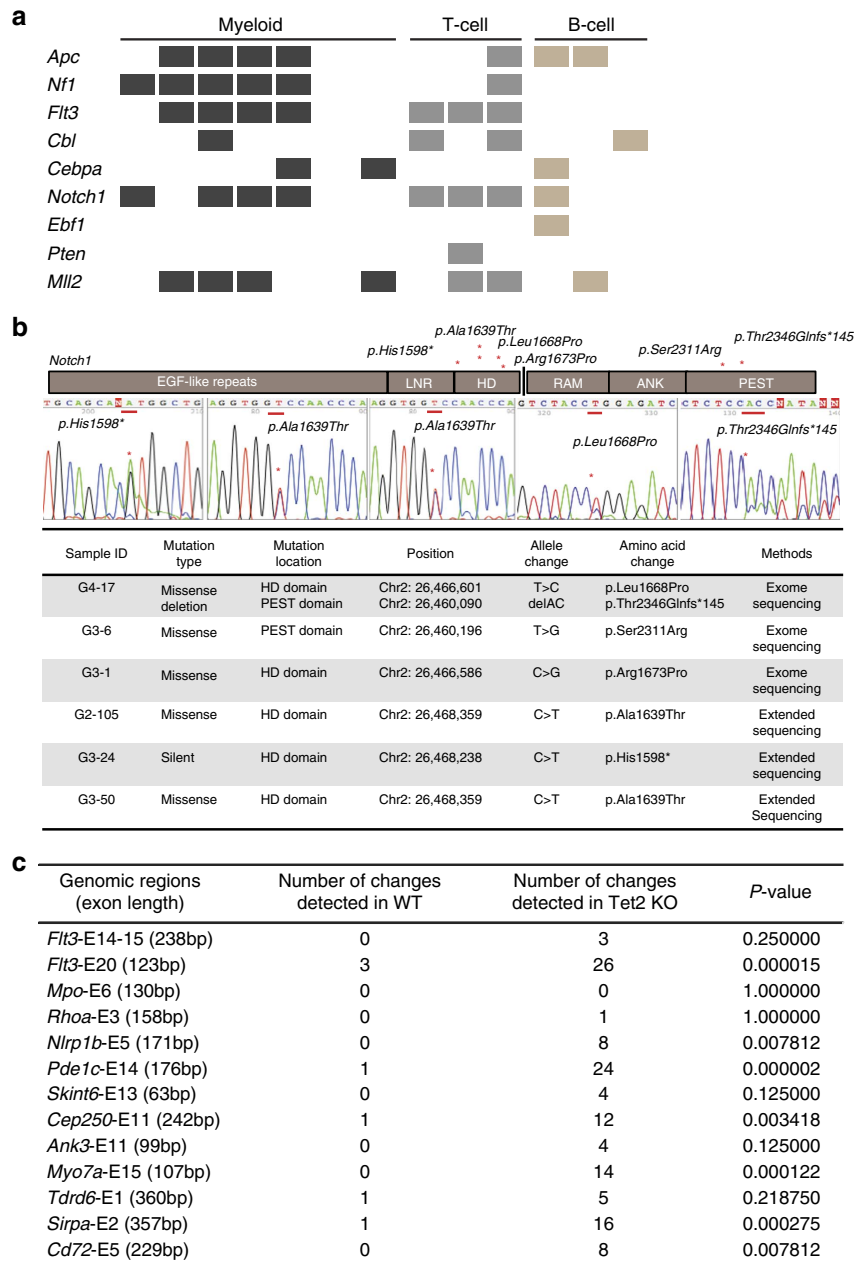 a
Myeloid T-cell B-cell
Apc
Nf1
Flt3
Cbl
Cebpa
Notch1
Ebf1
Pten
Mll2
b
p.Ala1639Thr
p.His1598* p.Leu1668Pro p.Thr2346Glnfs*145
Notch1 p.Arg1673Pro p.Ser2311Arg
EGF-like repeats LNR HD RAM ANK PEST
TGCAGCANATGGCTG AGGTGGTCCAACCCA AGGTGGTCCAACCCA GTCTACCTGGAGATC CTCTCCACCNATANN
p.His1598* p.Ala1639Thr p.Ala1639Thr p.Leu1668Pro p.Thr2346Glnfs*145
Sample ID Mutation type Mutation location Position Allele change Amino acid change Methods
G4-17 Missense HD domain Chr2: 26,466,601 T>C p.Leu1668Pro Exome
deletion PEST domain Chr2: 26,460,090 delAC p.Thr2346Glnfs*145 sequencing
G3-6 Missense PEST domain Chr2: 26,460,196 T>G p.Ser2311Arg Exome
sequencing
G3-1 Missense HD domain Chr2: 26,466,586 C>G p.Arg1673Pro Exome
sequencing
G2-105 Missense HD domain Chr2: 26,468,359 C>T p.Ala1639Thr Extended
sequencing
G3-24 Silent HD domain Chr2: 26,468,238 C>T p.His1598* Extended
sequencing
G3-50 Missense HD domain Chr2: 26,468,359 C>T p.Ala1639Thr Extended
Sequencing
c
Genomic regions Number of changes Number of changes P-value
(exon length) detected in WT detected in Tet2 KO
Flt3-E14-15 (238bp) 0 3 0.250000
Flt3-E20 (123bp) 3 26 0.000015
Mpo-E6 (130bp) 0 0 1.000000
Rhoa-E3 (158bp) 0 1 1.000000
Nlrp1b-E5 (171bp) 0 8 0.007812
Pde1c-E14 (176bp) 1 24 0.000002
Skint6-E13 (63bp) 0 4 0.125000
Cep250-E11 (242bp) 1 12 0.003418
Ank3-E11 (99bp) 0 4 0.125000
Myo7a-E15 (107bp) 0 14 0.000122
Tdrd6-E1 (360bp) 1 5 0.218750
Sirpa-E2 (357bp) 1 16 0.000275
Cd72-E5 (229bp) 0 8 0.007812